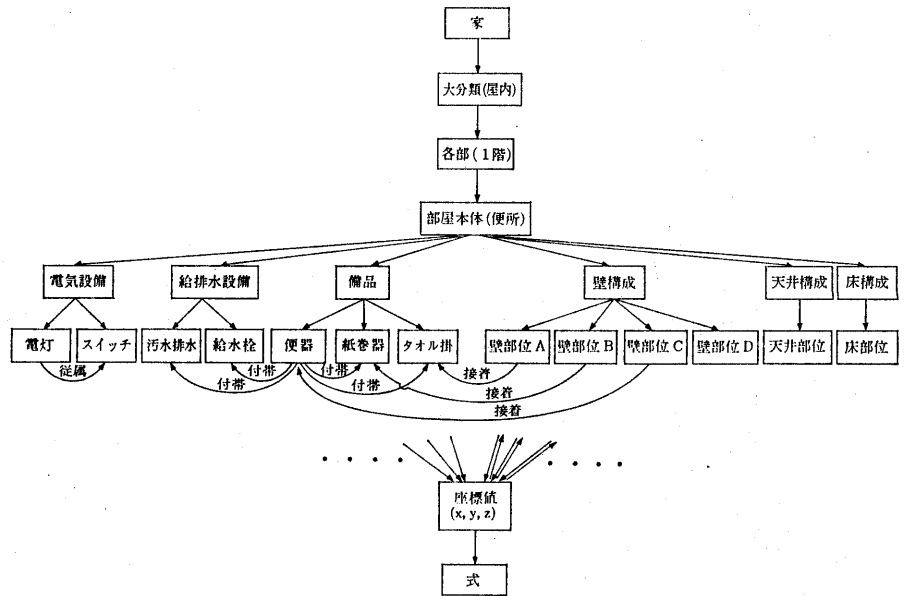 家
大分類(屋内)
各部(1階)
部屋本体(便所)
電気設備
給排水設備
備品
壁構成
天井構成
床構成
電灯
スイッチ
汚水排水
給水栓
便器
紙巻器
タオル掛
壁部位A
壁部位B
壁部位C
壁部位D
天井部位
床部位
従属
付帯
付帯
付帯
付帯
接着
接着
接着
座標値
(x, y, z)
式